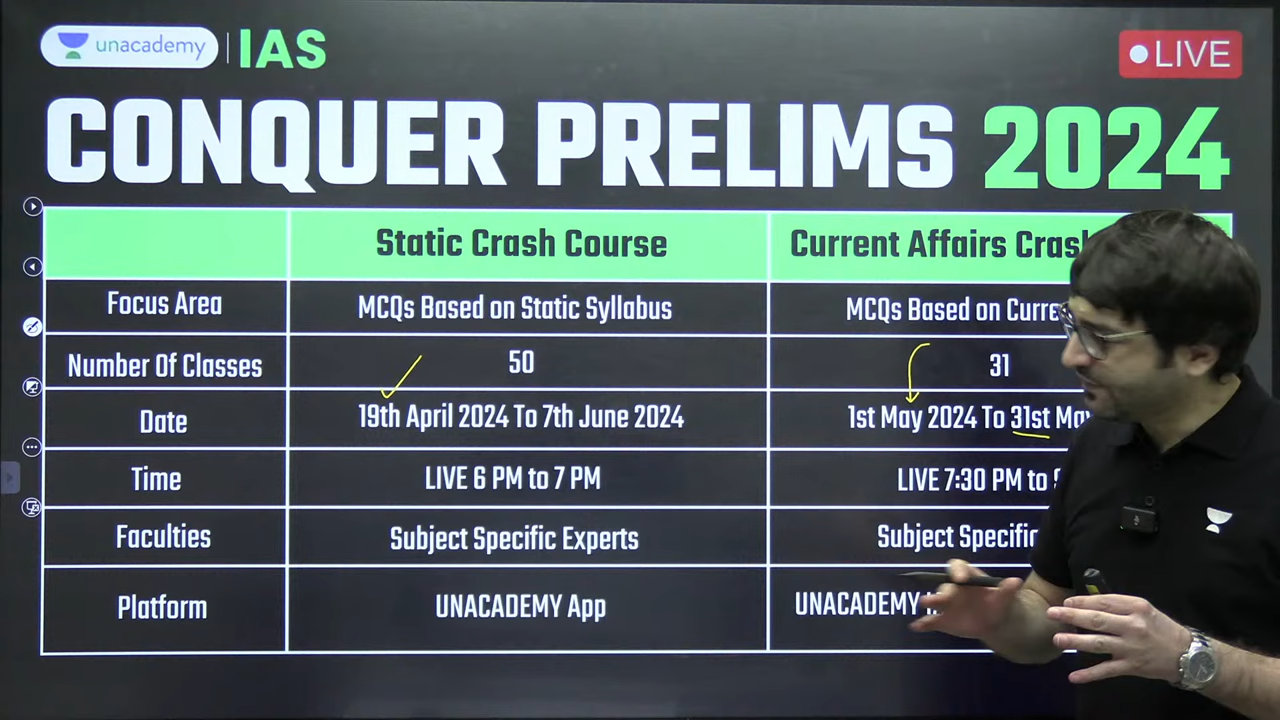 unacademy IAS
LIVE
CONQUER PRELIMS 2024
Static Crash Course Current Affairs
Focus Area MCQs Based on Static Syllabus MCQs Based on
Number Of Classes 50 31
Date 19th April 2024 To 7th June 2024 1st May 2024 To 31st May
Time LIVE 6 PM to 7 PM LIVE 7:30 PM to
Faculties Subject Specific Experts Subject Specific
Platform UNACADEMY App UNACADEMY